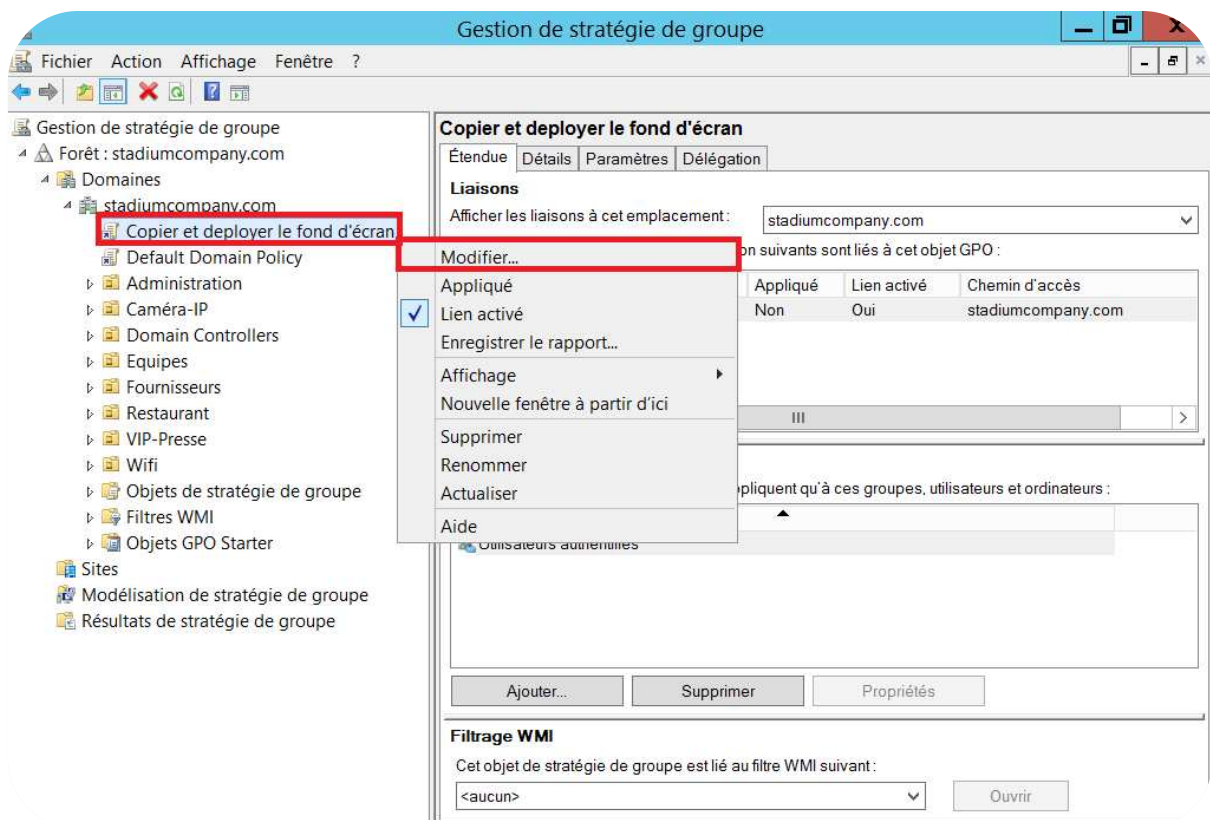 Gestion de stratégie de groupe
Fichier Action Affichage Fenêtre ?
Gestion de stratégie de groupe
Forêt : stadiumcompany.com
Domaines
stadiumcompany.com
Copier et deployer le fond d'écran
Default Domain Policy
Administration
Caméra-IP
Domain Controllers
Equipes
Fournisseurs
Restaurant
VIP-Presse
Wifi
Objets de stratégie de groupe
Filtres WMI
Objets GPO Starter
Sites
Modélisation de stratégie de groupe
Résultats de stratégie de groupe
Modifier...
Appliqué
Lien activé
Enregistrer le rapport...
Affichage
Nouvelle fenêtre à partir d'ici
Supprimer
Renommer
Actualiser
Aide
Copier et deployer le fond d'écran
Étendue Détails Paramètres Délégation
Liaisons
Afficher les liaisons à cet emplacement : stadiumcompany.com
suivants sont liés à cet objet GPO :
Appliqué Lien activé Chemin d'accès
Non Oui stadiumcompany.com
qu'à ces groupes, utilisateurs et ordinateurs :
Utilisateurs authentifiés
Ajouter... Supprimer Propriétés
Filtrage WMI
Cet objet de stratégie de groupe est lié au filtre WMI suivant :
<aucun> Ouvrir